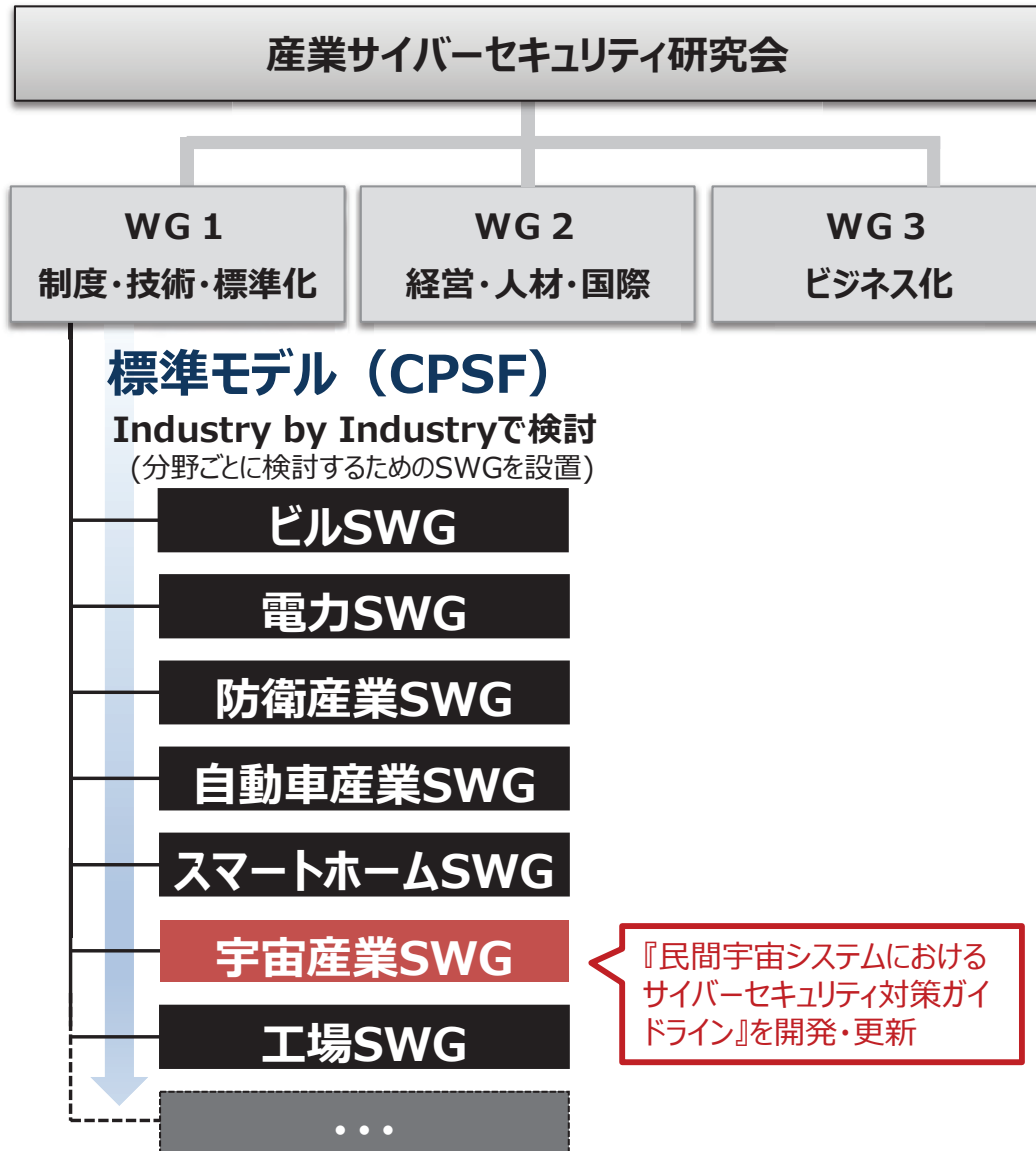 産業サイバーセキュリティ研究会
WG１
制度･技術･標準化
WG２
経営･人材･国際
WG３
ビジネス化
標準モデル（CPSF）
Industry by Industryで検討
(分野ごとに検討するためのSWGを設置)
ビルSWG
電力SWG
防衛産業SWG
自動車産業SWG
スマートホームSWG
宇宙産業SWG
『民間宇宙システムにおける
サイバーセキュリティ対策ガイ
ドライン』を開発･更新
工場SWG
・・・